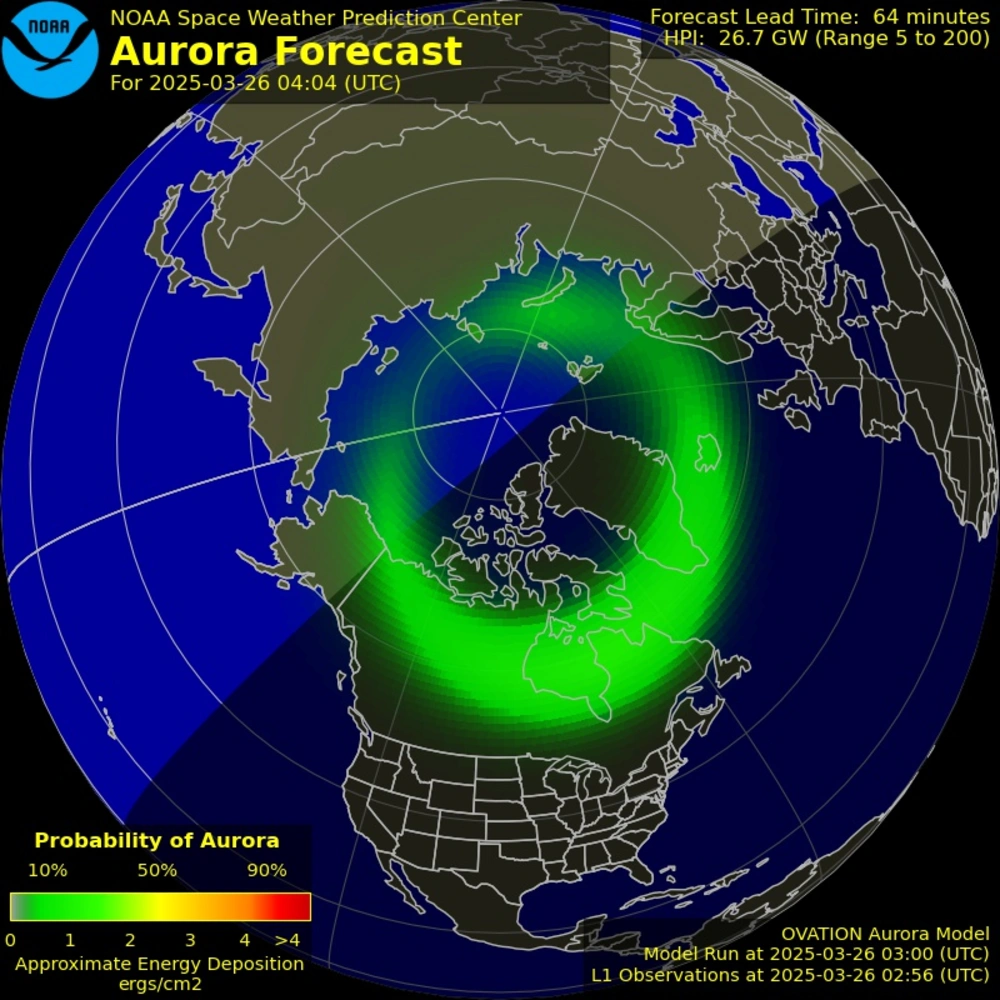 NOAA
NOAA Space Weather Prediction Center
Aurora Forecast
For 2025-03-26 04:04 (UTC)
Forecast Lead Time: 64 minutes
HPI: 26.7 GW (Range 5 to 200)
Probability of Aurora
10% 50% 90%
0 1 2 3 4 >4
Approximate Energy Deposition
ergs/cm2
OVATION Aurora Model
Model Run at 2025-03-26 03:00 (UTC)
L1 Observations at 2025-03-26 02:56 (UTC)